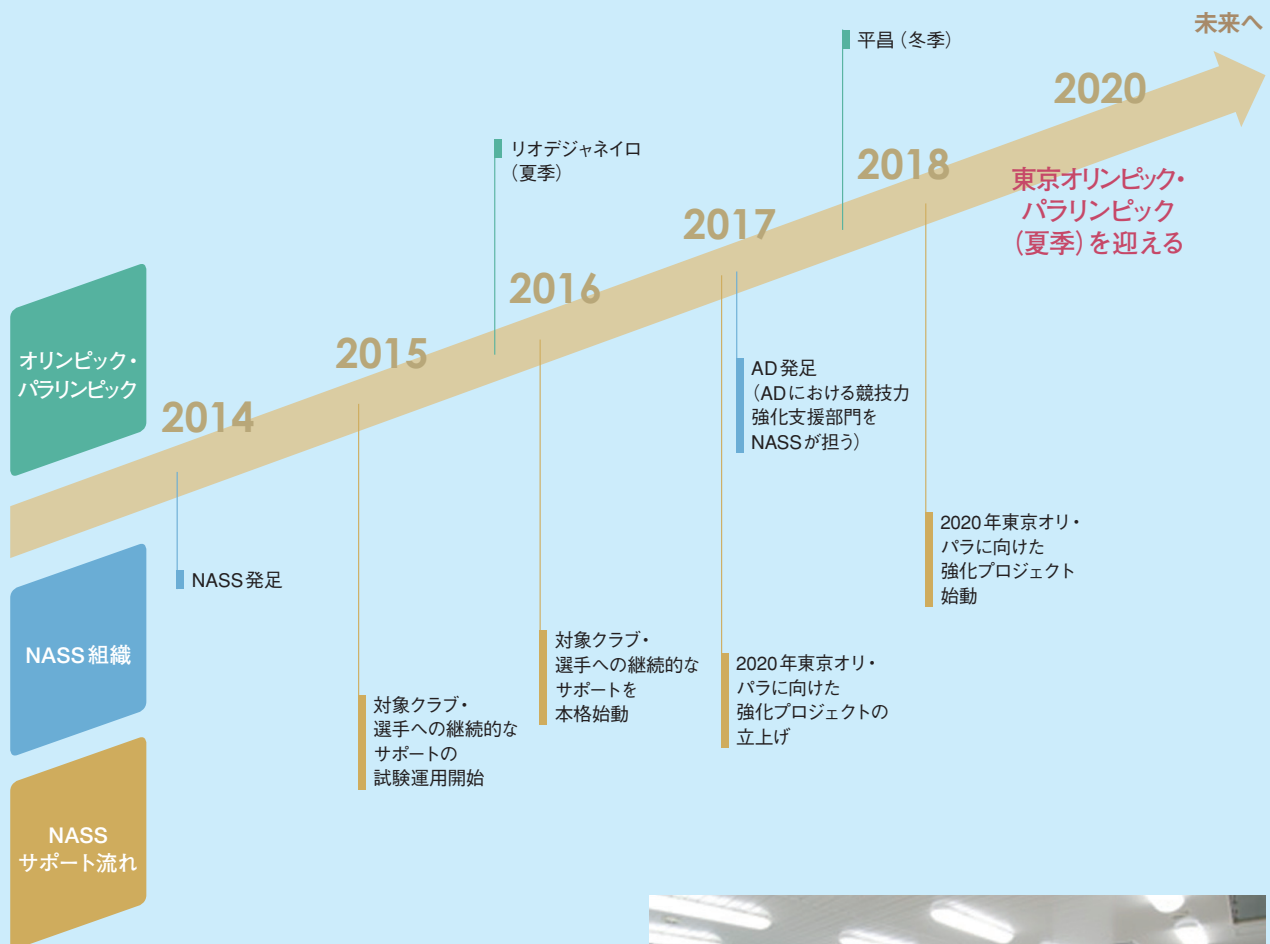 未来へ
平昌（冬季）
2020
リオデジャネイロ
（夏季）
2018
東京オリンピック・
パラリンピック
（夏季）を迎える
2017
2016
2015
オリンピック・
パラリンピック
2014
AD発足
（ADにおける競技力
強化支援部門を
NASSが担う）
2020年東京オリ・
パラに向けた
強化プロジェクト
始動
NASS発足
NASS組織
対象クラブ・
選手への継続的な
サポートを
本格始動
2020年東京オリ・
パラに向けた
強化プロジェクトの
立上げ
対象クラブ・
選手への継続的な
サポートの
試験運用開始
NASS
サポート流れ